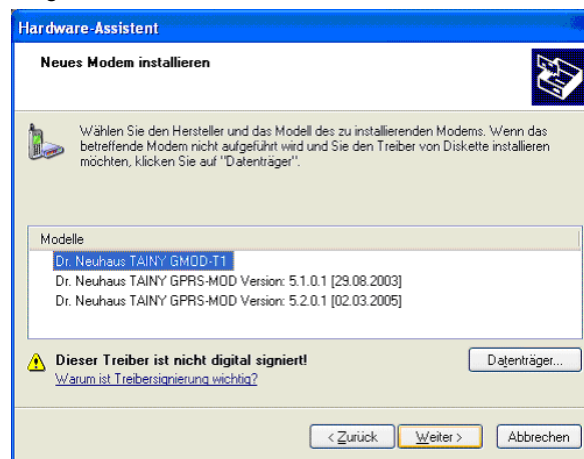 Hardware-Assistent
Neues Modem installieren
Wählen Sie den Hersteller und das Modell des zu installierenden Modems. Wenn das
betreffende Modem nicht aufgeführt wird und Sie den Treiber von Diskette installieren
möchten, klicken Sie auf "Datenträger".
Modelle
Dr. Neuhaus TAINY GMOD-T1
Dr. Neuhaus TAINY GPRS-MOD Version: 5.1.0.1 [29.08.2003]
Dr. Neuhaus TAINY GPRS-MOD Version: 5.2.0.1 [02.03.2005]
Dieser Treiber ist nicht digital signiert!
Datenträger...
Warum ist Treibersignierung wichtig?
< Zurück Weiter > Abbrechen